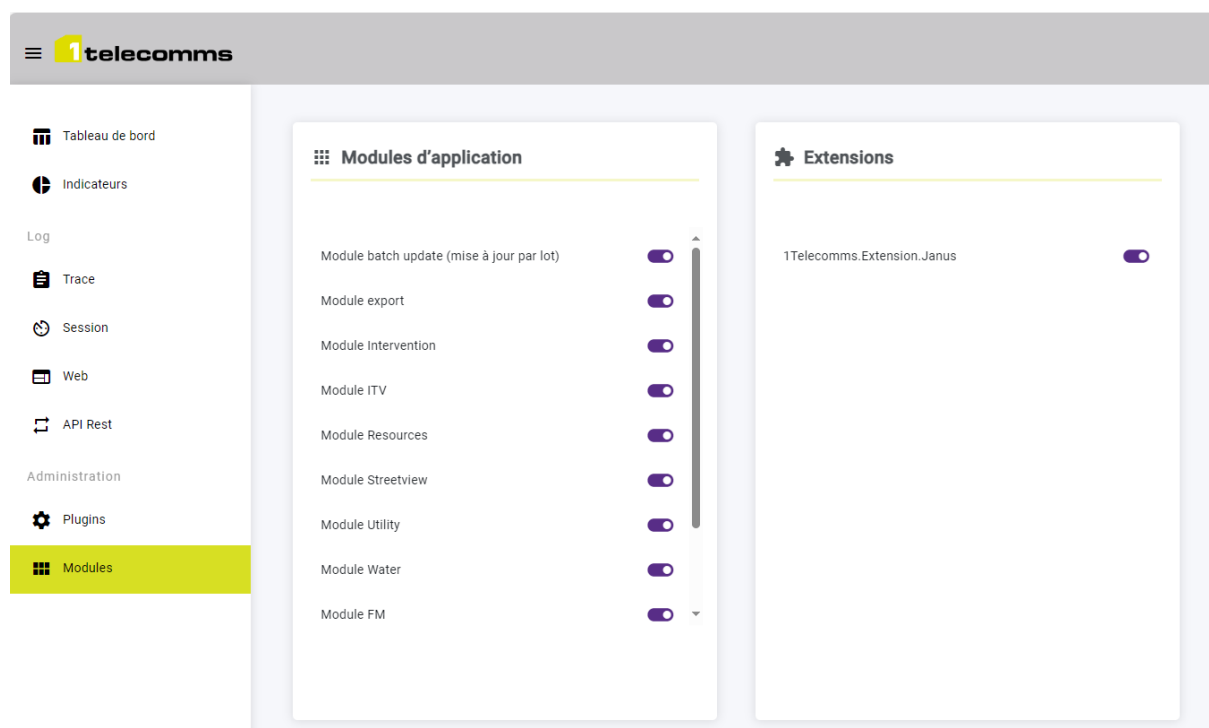 1telecomms
Tableau de bord
Indicateurs
Log
Trace
Session
Web
API Rest
Administration
Plugins
Modules
Modules d’application
Module batch update (mise à jour par lot)
Module export
Module Intervention
Module ITV
Module Resources
Module Streetview
Module Utility
Module Water
Module FM
Extensions
1Telecomms.Extension.Janus